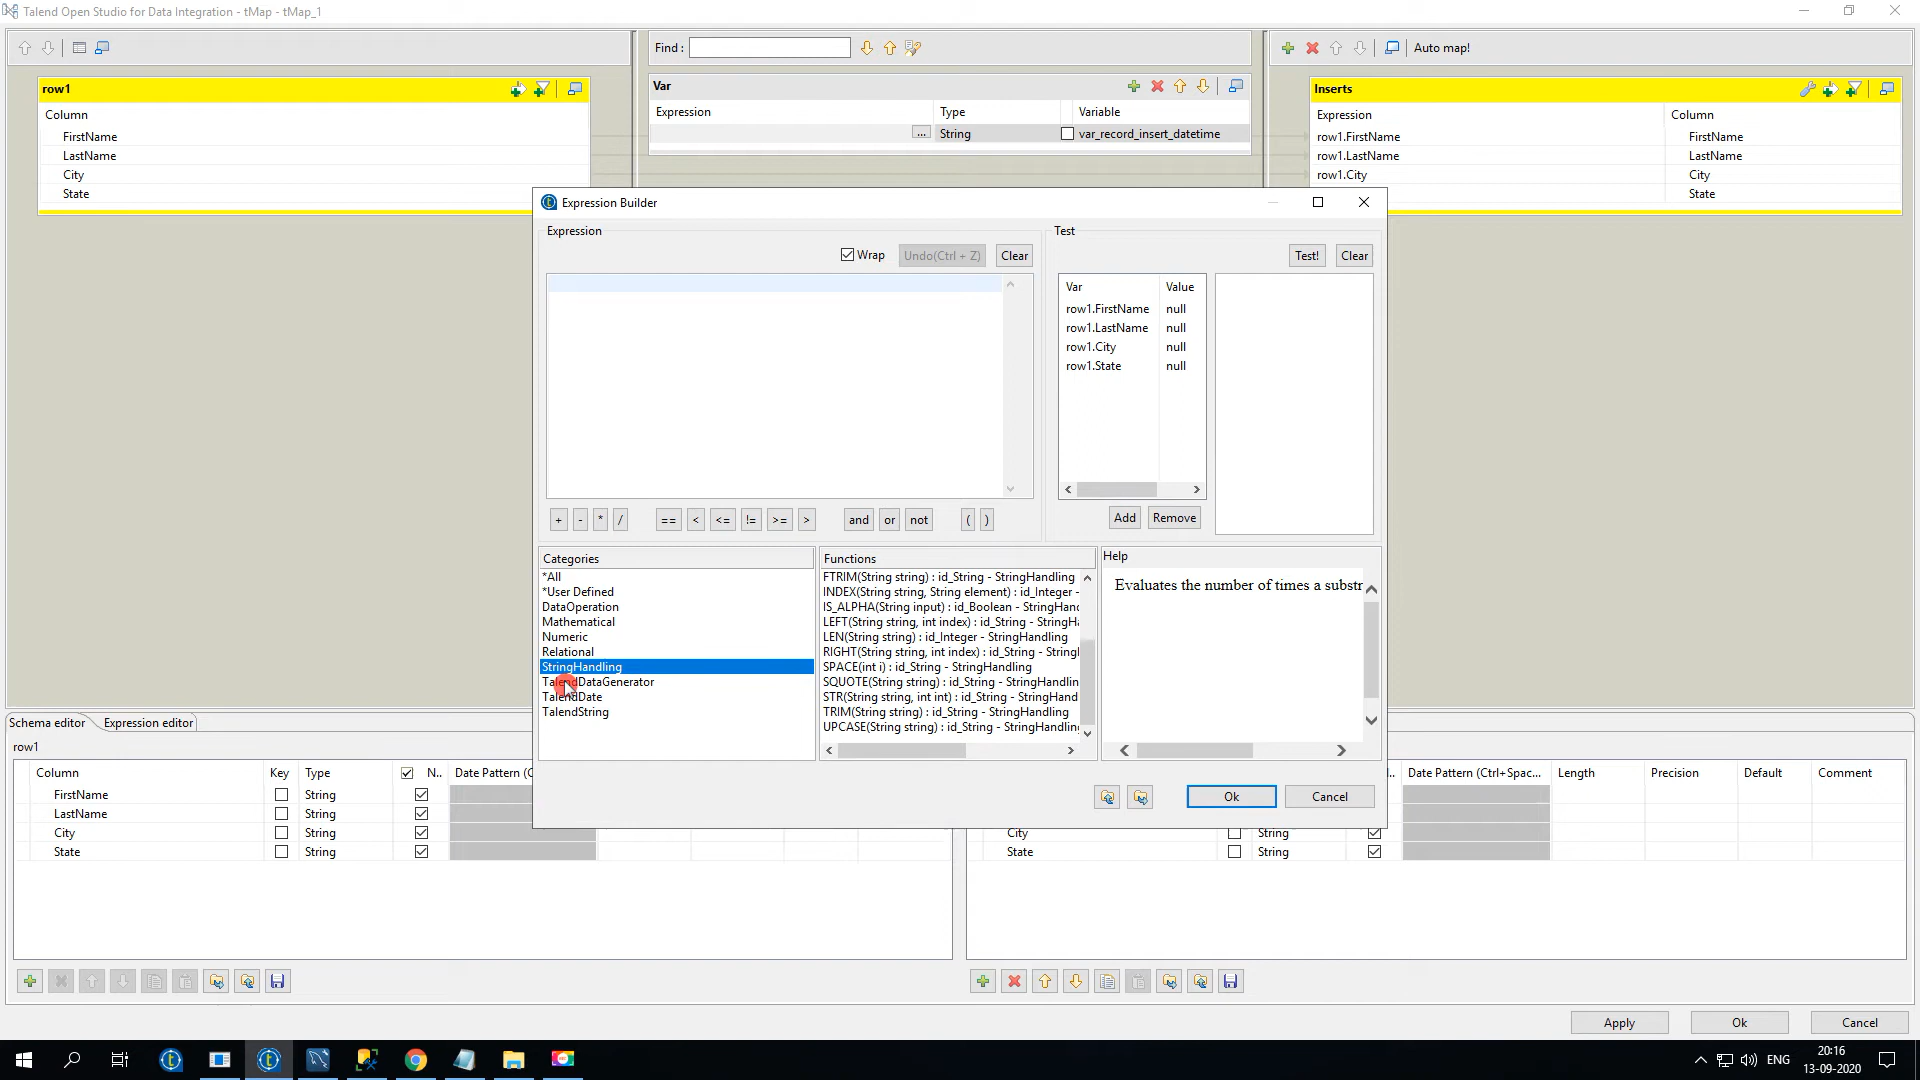 Talend Open Studio for Data Integration - tMap - tMap_1
Find :
Auto map!
row1
Column
FirstName
LastName
City
State
Var
Expression Type Variable
... String var_record_insert_datetime
Inserts
Expression Column
row1.FirstName FirstName
row1.LastName LastName
row1.City City
State
Expression Builder
Expression
Wrap Undo(Ctrl + Z) Clear
Test
Test! Clear
Var Value
row1.FirstName null
row1.LastName null
row1.City null
row1.State null
+ - * / == < <= != >= > and or not ( )
Add Remove
Categories
*All
*User Defined
DataOperation
Mathematical
Numeric
Relational
StringHandling
TalendDataGenerator
TalendDate
TalendString
Functions
FTRIM(String string) : id_String - StringHandling
INDEX(String string, String element) : id_Integer -
IS_ALPHA(String input) : id_Boolean - StringHand
LEFT(String string, int index) : id_String - StringHa
LEN(String string) : id_Integer - StringHandling
RIGHT(String string, int index) : id_String - Stringl
SPACE(int i) : id_String - StringHandling
SQUOTE(String string) : id_String - StringHandlin
STR(String string, int int) : id_String - StringHand
TRIM(String string) : id_String - StringHandling
UPCASE(String string) : id_String - StringHandling
Help
Evaluates the number of times a substr
Ok Cancel
Schema editor Expression editor
row1
Column Key Type N.. Date Pattern (C
FirstName String
LastName String
City String
State String
.. Date Pattern (Ctrl+Spac... Length Precision Default Comment
City String
State String
Apply Ok Cancel
ENG
20:16
13-09-2020